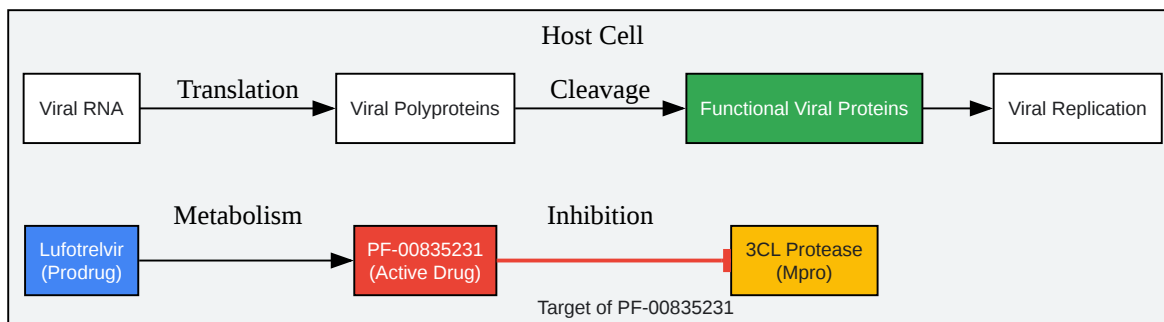 Host Cell
Translation
Cleavage
Viral RNA
Viral Polyproteins
Functional Viral Proteins
Viral Replication
Metabolism
Inhibition
Lufotrelvir
(Prodrug)
PF-00835231
(Active Drug)
3CL Protease
(Mpro)
Target of PF-00835231